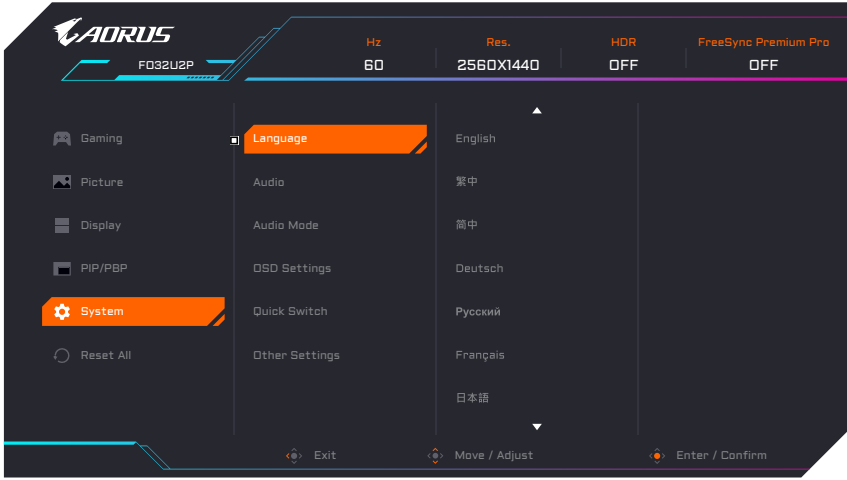 AORUS
FO32U2P
Hz
60
Res.
2560X1440
HDR
OFF
FreeSync Premium Pro
OFF
Gaming
Picture
Display
PIP/PBP
System
Reset All
Language
Audio
Audio Mode
OSD Settings
Quick Switch
Other Settings
English
繁中
简中
Deutsch
Русский
Français
日本語
Exit
Move / Adjust
Enter / Confirm